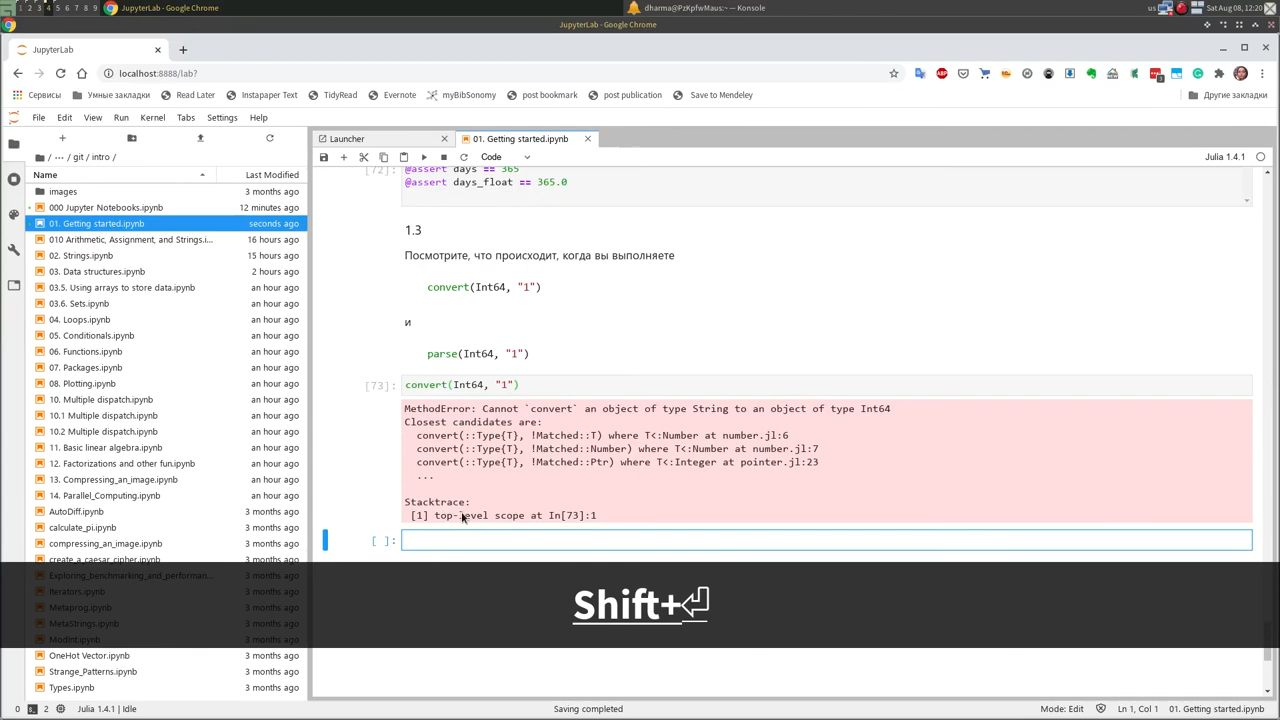 1 2 3 4 5 6 7 8 9 JupyterLab - Google Chrome dharma@PzKpfwMaus:~ — Konsole us Sat Aug 08, 12:20
JupyterLab - Google Chrome
JupyterLab
localhost:8888/lab?
Сервисы Умные закладки Read Later Instapaper Text TidyRead Evernote myBibSonomy post bookmark post publication Save to Mendeley Другие закладки
File Edit View Run Kernel Tabs Settings Help
Launcher 01. Getting started.ipynb
/ ··· / git / intro /
Code Julia 1.4.1
Name Last Modified
images 3 months ago
000 Jupyter Notebooks.ipynb 12 minutes ago
01. Getting started.ipynb seconds ago
010 Arithmetic, Assignment, and Strings.i... 16 hours ago
02. Strings.ipynb 15 hours ago
03. Data structures.ipynb 2 hours ago
03.5. Using arrays to store data.ipynb an hour ago
03.6. Sets.ipynb an hour ago
04. Loops.ipynb an hour ago
05. Conditionals.ipynb an hour ago
06. Functions.ipynb an hour ago
07. Packages.ipynb an hour ago
08. Plotting.ipynb an hour ago
10. Multiple dispatch.ipynb an hour ago
10.1 Multiple dispatch.ipynb an hour ago
10.2 Multiple dispatch.ipynb an hour ago
11. Basic linear algebra.ipynb an hour ago
12. Factorizations and other fun.ipynb an hour ago
13. Compressing_an_image.ipynb an hour ago
14. Parallel_Computing.ipynb an hour ago
AutoDiff.ipynb 3 months ago
calculate_pi.ipynb 3 months ago
compressing_an_image.ipynb 3 months ago
create_a_caesar_cipher.ipynb 3 months ago
Exploring_benchmarking_and_performan... 3 months ago
Iterators.ipynb 3 months ago
Metaprog.ipynb 3 months ago
MetaStrings.ipynb 3 months ago
ModInt.ipynb 3 months ago
OneHot Vector.ipynb 3 months ago
Strange_Patterns.ipynb 3 months ago
Types.ipynb 3 months ago
[72]: @assert days == 365
@assert days_float == 365.0
1.3
Посмотрите, что происходит, когда вы выполняете
convert(Int64, "1")
и
parse(Int64, "1")
[73]: convert(Int64, "1")
MethodError: Cannot `convert` an object of type String to an object of type Int64
Closest candidates are:
convert(::Type{T}, !Matched::T) where T<:Number at number.jl:6
convert(::Type{T}, !Matched::Number) where T<:Number at number.jl:7
convert(::Type{T}, !Matched::Ptr) where T<:Integer at pointer.jl:23
...
Stacktrace:
[1] top-level scope at In[73]:1
[ ]:
Shift+⏎
0 2 Julia 1.4.1 | Idle Saving completed Mode: Edit Ln 1, Col 1 01. Getting started.ipynb